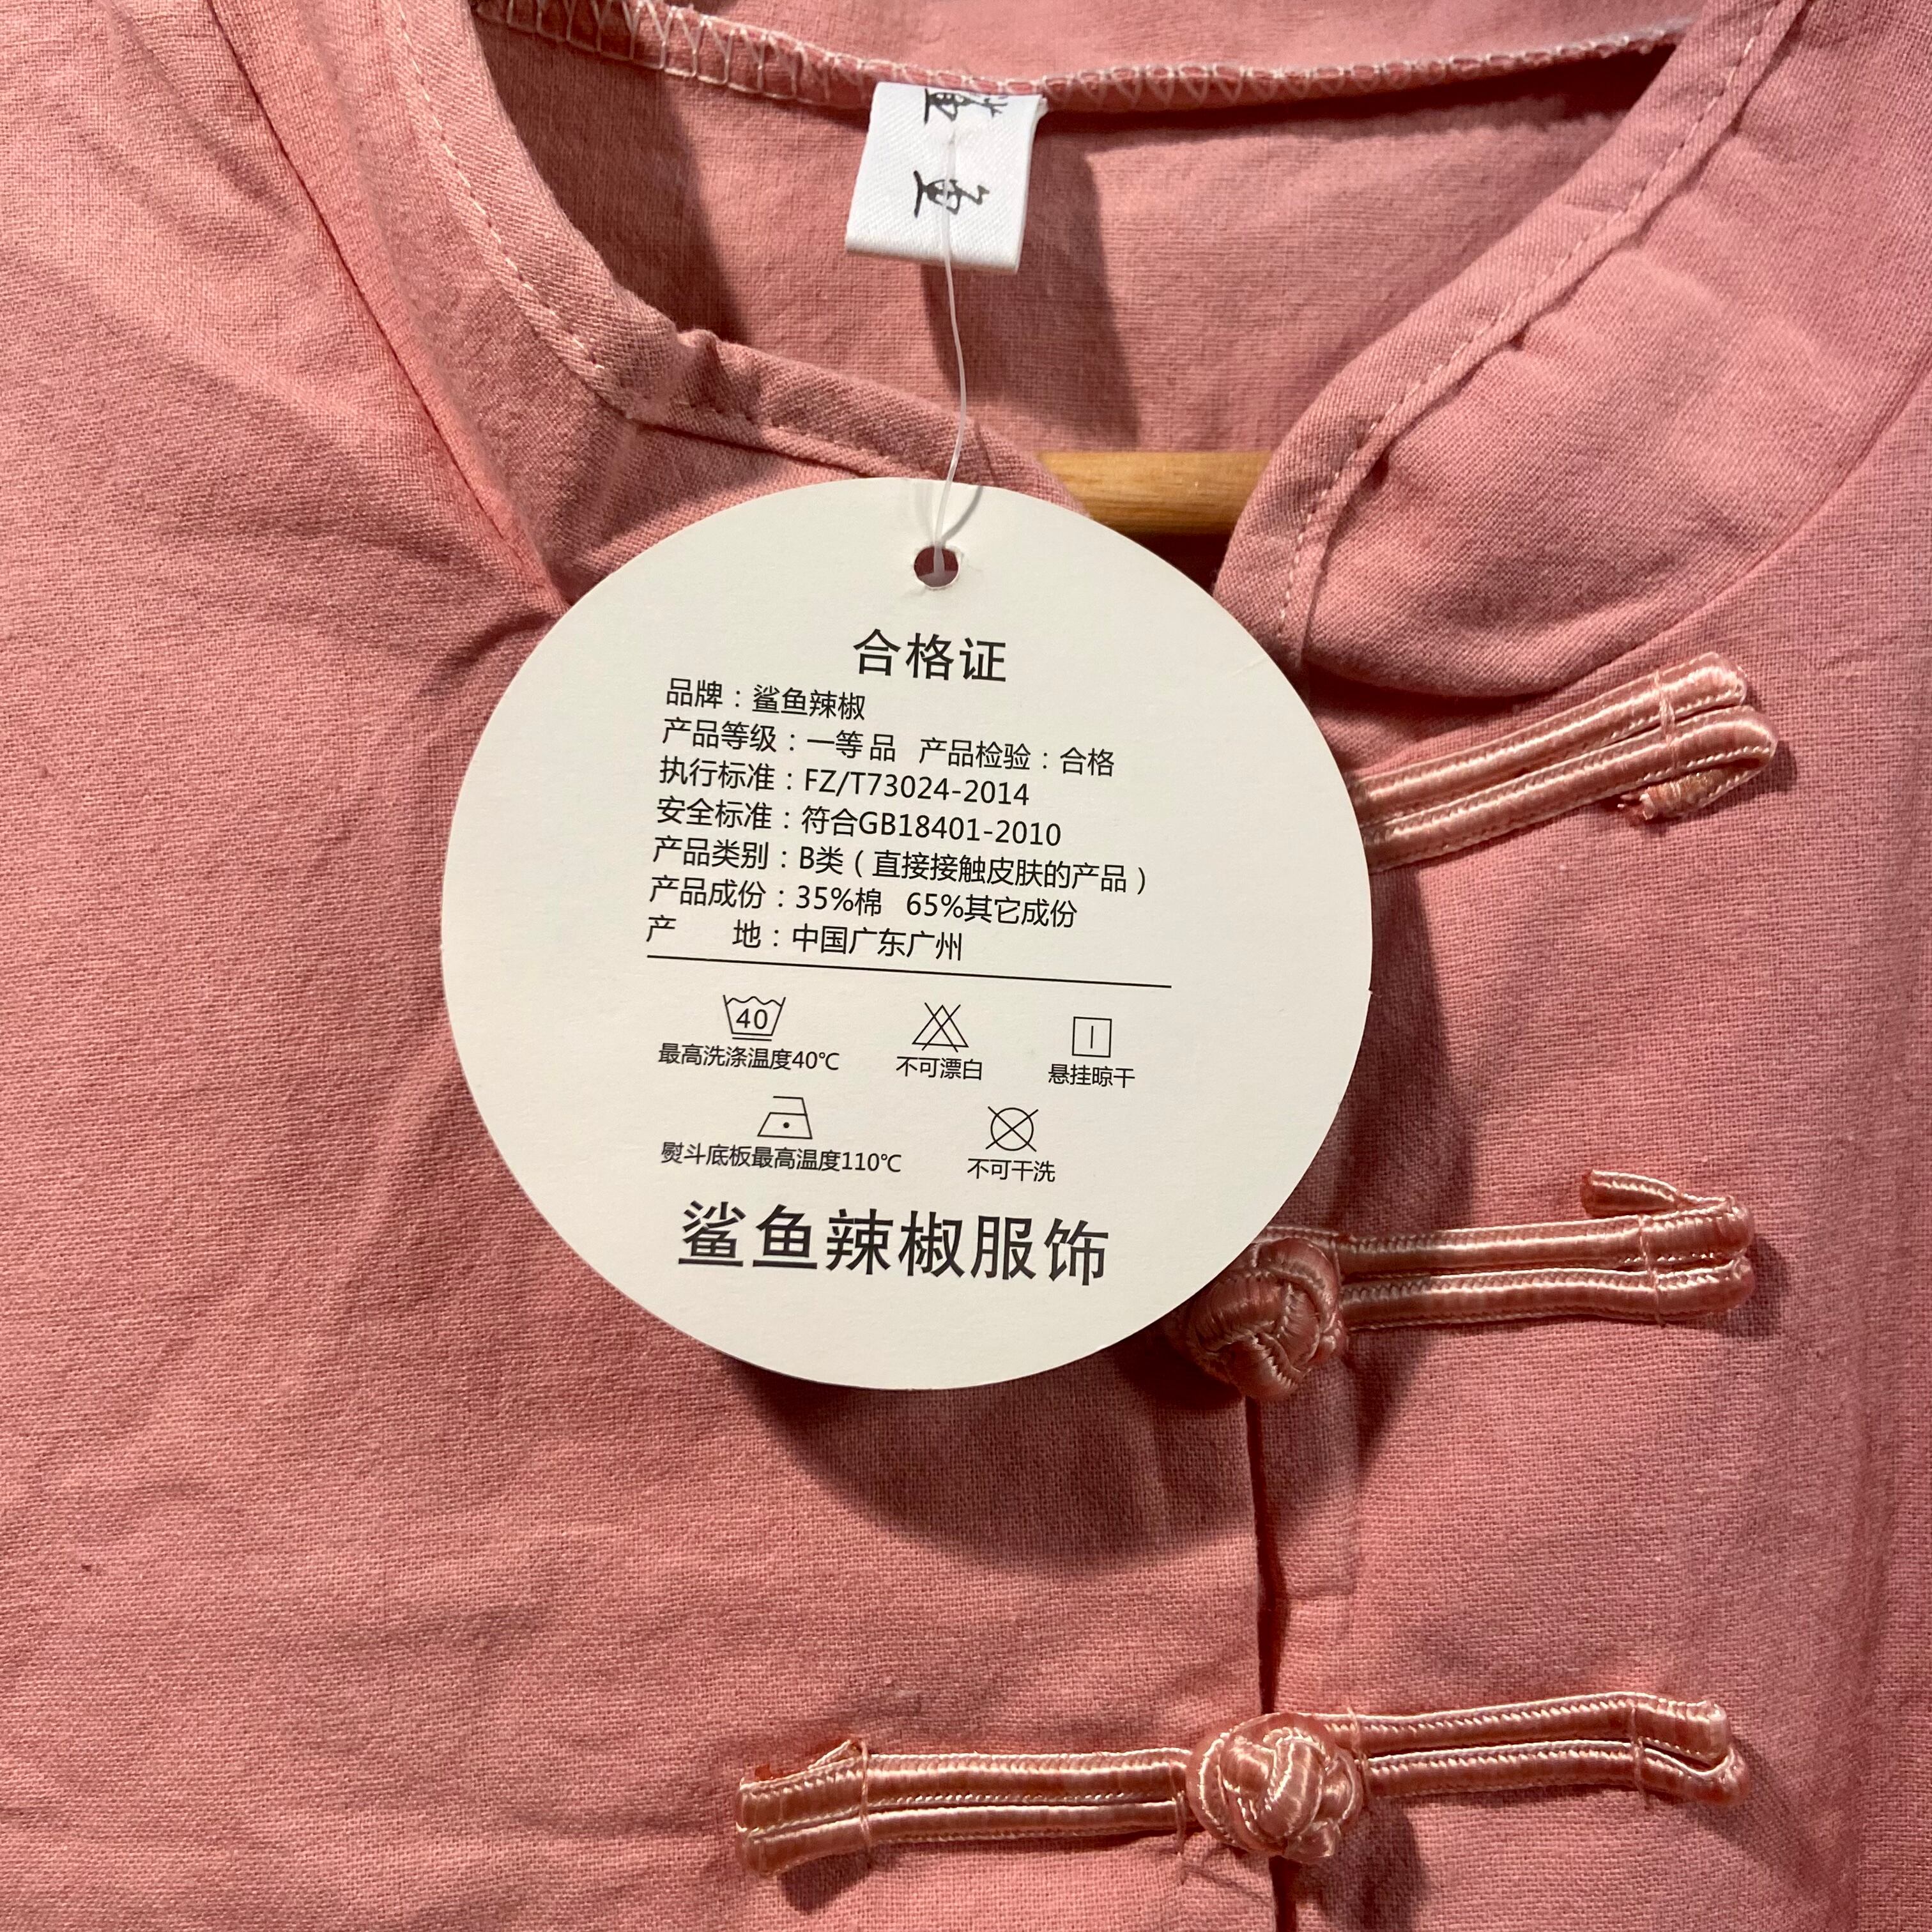 合格证
品牌：鲨鱼辣椒
产品等级：一等品 产品检验：合格
执行标准：FZ/T73024-2014
安全标准：符合GB18401-2010
产品类别：B类（直接接触皮肤的产品）
产品成份：35%棉 65%其它成份
产 地：中国广东广州
40
最高洗涤温度40℃ 不可漂白 悬挂晾干
熨斗底板最高温度110℃ 不可干洗
鲨鱼辣椒服饰